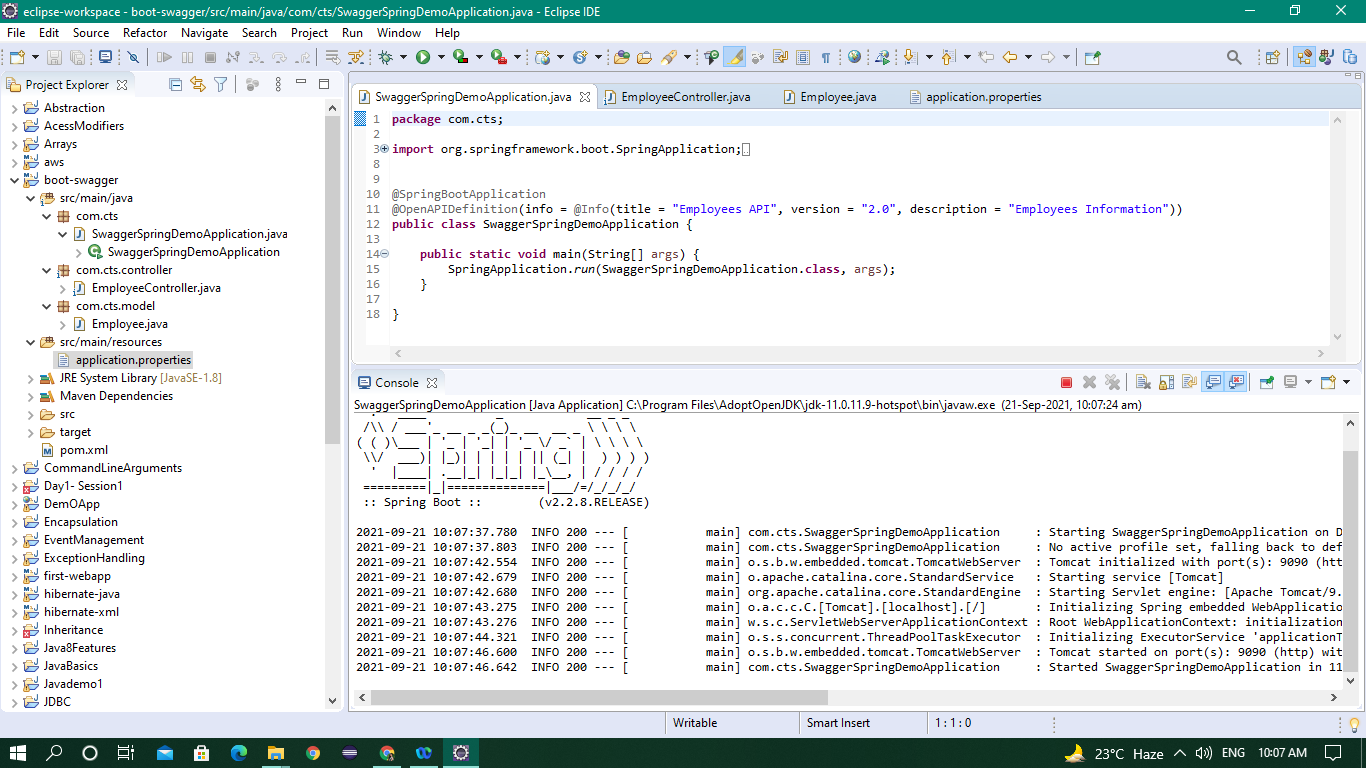 eclipse-workspace - boot-swagger/src/main/java/com/cts/SwaggerSpringDemoApplication.java - Eclipse IDE
File Edit Source Refactor Navigate Search Project Run Window Help
Project Explorer
Abstraction
AcessModifiers
Arrays
aws
boot-swagger
src/main/java
com.cts
SwaggerSpringDemoApplication.java
SwaggerSpringDemoApplication
com.cts.controller
EmployeeController.java
com.cts.model
Employee.java
src/main/resources
application.properties
JRE System Library [JavaSE-1.8]
Maven Dependencies
src
target
pom.xml
CommandLineArguments
Day1- Session1
DemOApp
Encapsulation
EventManagement
ExceptionHandling
first-webapp
hibernate-java
hibernate-xml
Inheritance
Java8Features
JavaBasics
Javademo1
JDBC
SwaggerSpringDemoApplication.java EmployeeController.java Employee.java application.properties
1 package com.cts;
2
3 import org.springframework.boot.SpringApplication;
8
9
10 @SpringBootApplication
11 @OpenAPIDefinition(info = @Info(title = "Employees API", version = "2.0", description = "Employees Information"))
12 public class SwaggerSpringDemoApplication {
13
14 public static void main(String[] args) {
15 SpringApplication.run(SwaggerSpringDemoApplication.class, args);
16 }
17
18 }
Console
SwaggerSpringDemoApplication [Java Application] C:\Program Files\AdoptOpenJDK\jdk-11.0.11.9-hotspot\bin\javaw.exe (21-Sep-2021, 10:07:24 am)
Spring
:: Spring Boot :: (v2.2.8.RELEASE)
2021-09-21 10:07:37.780 INFO 200 --- [ main] com.cts.SwaggerSpringDemoApplication : Starting SwaggerSpringDemoApplication on D
2021-09-21 10:07:37.803 INFO 200 --- [ main] com.cts.SwaggerSpringDemoApplication : No active profile set, falling back to def
2021-09-21 10:07:42.554 INFO 200 --- [ main] o.s.b.w.embedded.tomcat.TomcatWebServer : Tomcat initialized with port(s): 9090 (htt
2021-09-21 10:07:42.679 INFO 200 --- [ main] o.apache.catalina.core.StandardService : Starting service [Tomcat]
2021-09-21 10:07:42.680 INFO 200 --- [ main] org.apache.catalina.core.StandardEngine : Starting Servlet engine: [Apache Tomcat/9.
2021-09-21 10:07:43.275 INFO 200 --- [ main] o.a.c.c.C.[Tomcat].[localhost].[/] : Initializing Spring embedded WebApplicatio
2021-09-21 10:07:43.276 INFO 200 --- [ main] w.s.c.ServletWebServerApplicationContext : Root WebApplicationContext: initialization
2021-09-21 10:07:44.321 INFO 200 --- [ main] o.s.s.concurrent.ThreadPoolTaskExecutor : Initializing ExecutorService 'applicationT
2021-09-21 10:07:46.600 INFO 200 --- [ main] o.s.b.w.embedded.tomcat.TomcatWebServer : Tomcat started on port(s): 9090 (http) wit
2021-09-21 10:07:46.642 INFO 200 --- [ main] com.cts.SwaggerSpringDemoApplication : Started SwaggerSpringDemoApplication in 11
Writable Smart Insert 1 : 1 : 0
23°C Haze ENG 10:07 AM